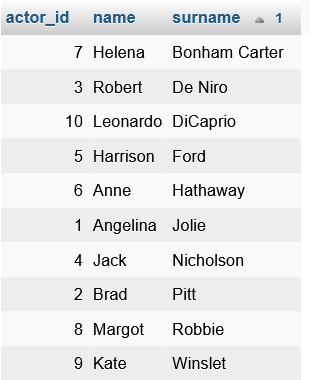 actor_id name surname 1
7 Helena Bonham Carter
3 Robert De Niro
10 Leonardo DiCaprio
5 Harrison Ford
6 Anne Hathaway
1 Angelina Jolie
4 Jack Nicholson
2 Brad Pitt
8 Margot Robbie
9 Kate Winslet